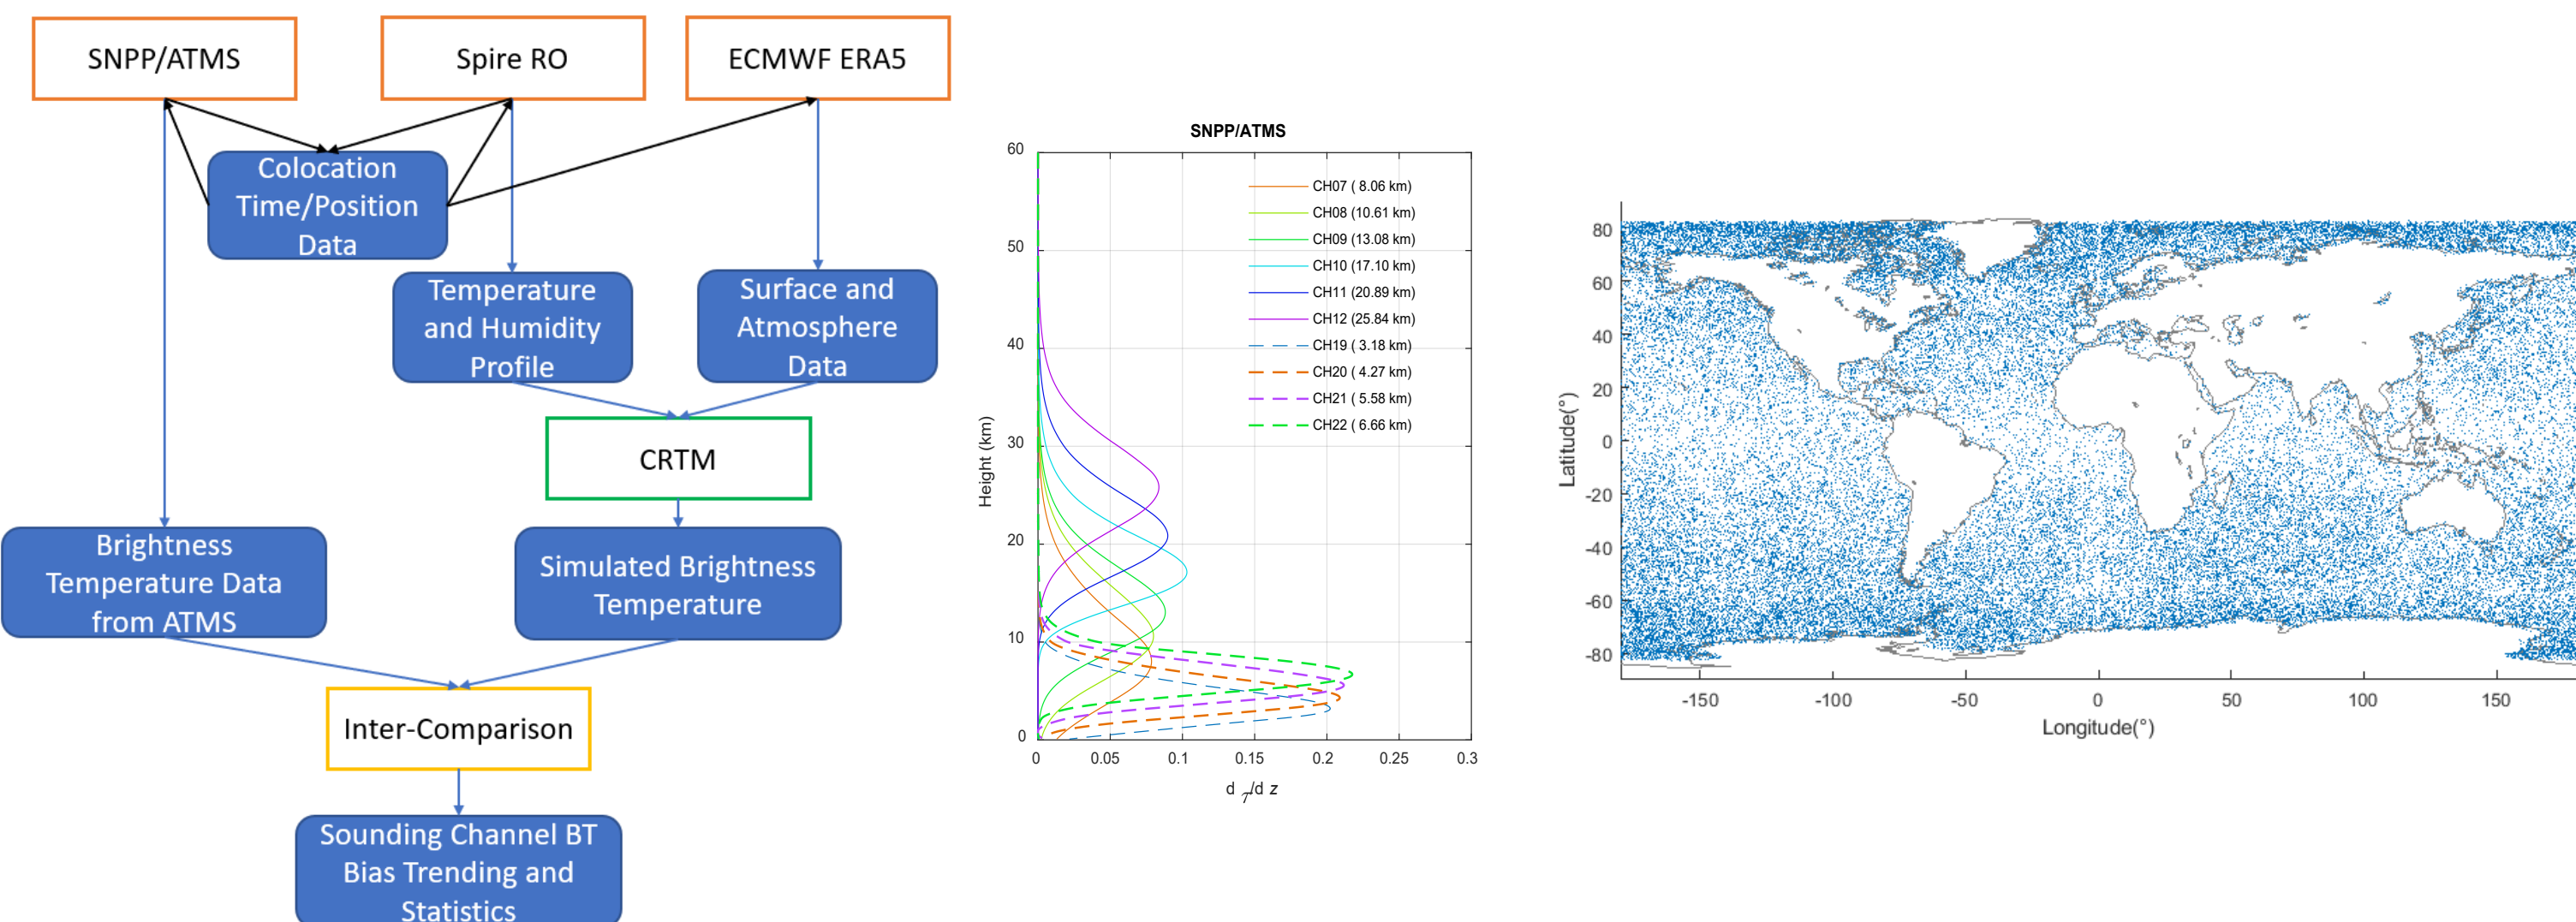 SNPP/ATMS
Spire RO
ECMWF ERA5
Colocation
Time/Position
Data
Temperature
and Humidity
Profile
Surface and
Atmosphere
Data
CRTM
Brightness
Temperature Data
from ATMS
Simulated Brightness
Temperature
Inter-Comparison
Sounding Channel BT
Bias Trending and
Statistics
SNPP/ATMS
60
50
40
30
20
10
0
Height (km)
CH07 ( 8.06 km)
CH08 (10.61 km)
CH09 (13.08 km)
CH10 (17.10 km)
CH11 (20.89 km)
CH12 (25.84 km)
CH19 ( 3.18 km)
CH20 ( 4.27 km)
CH21 ( 5.58 km)
CH22 ( 6.66 km)
0 0.05 0.1 0.15 0.2 0.25 0.3
d τ/d z
80
60
40
20
0
-20
-40
-60
-80
Latitude(°)
-150 -100 -50 0 50 100 150
Longitude(°)